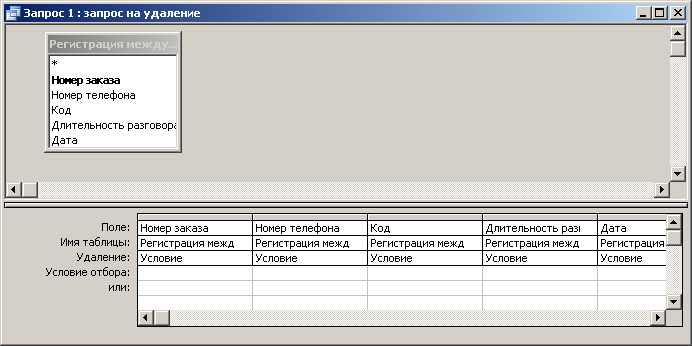 Запрос 1 : запрос на удаление
Регистрация между...
*
Номер заказа
Номер телефона
Код
Длительность разговора
Дата
Поле: Номер заказа Номер телефона Код Длительность разг Дата
Имя таблицы: Регистрация межд Регистрация межд Регистрация межд Регистрация межд Регистрация
Удаление: Условие Условие Условие Условие Условие
Условие отбора:
или: